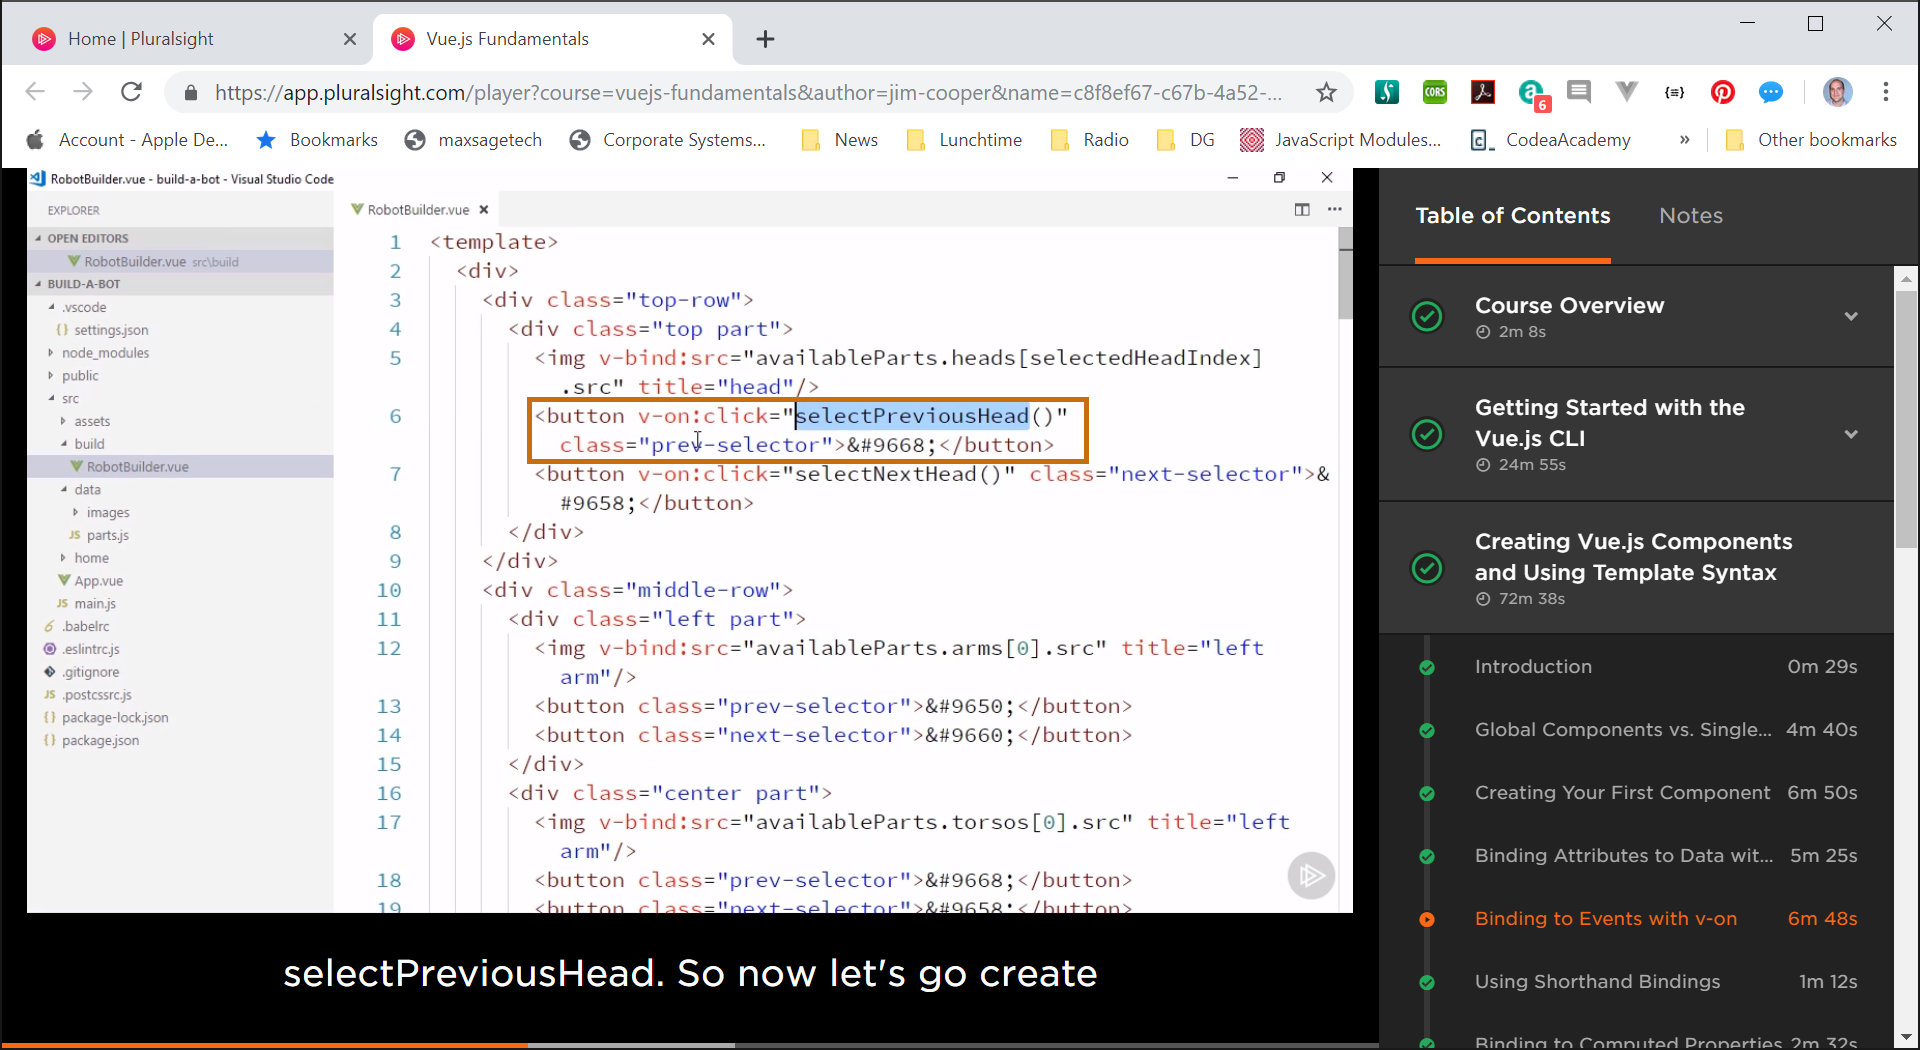 Home | Pluralsight
Vue.js Fundamentals
https://app.pluralsight.com/player?course=vuejs-fundamentals&author=jim-cooper&name=c8f8ef67-c67b-4a52-...
CORS
6
{≡}
Account - Apple De...
Bookmarks
maxsagetech
Corporate Systems...
News
Lunchtime
Radio
DG
JavaScript Modules...
CodeaAcademy
»
Other bookmarks
RobotBuilder.vue - build-a-bot - Visual Studio Code
EXPLORER
OPEN EDITORS
RobotBuilder.vue src\build
BUILD-A-BOT
.vscode
{} settings.json
node_modules
public
src
assets
build
RobotBuilder.vue
data
images
JS parts.js
home
App.vue
JS main.js
.babelrc
.eslintrc.js
.gitignore
JS .postcssrc.js
{} package-lock.json
{} package.json
RobotBuilder.vue
1 <template>
2 <div>
3 <div class="top-row">
4 <div class="top part">
5 <img v-bind:src="availableParts.heads[selectedHeadIndex]
.src" title="head"/>
6 <button v-on:click="selectPreviousHead()"
class="prev-selector">&#9668;</button>
7 <button v-on:click="selectNextHead()" class="next-selector">&
#9658;</button>
8 </div>
9 </div>
10 <div class="middle-row">
11 <div class="left part">
12 <img v-bind:src="availableParts.arms[0].src" title="left
arm"/>
13 <button class="prev-selector">&#9650;</button>
14 <button class="next-selector">&#9660;</button>
15 </div>
16 <div class="center part">
17 <img v-bind:src="availableParts.torsos[0].src" title="left
arm"/>
18 <button class="prev-selector">&#9668;</button>
19 <button class="next-selector">&#9658;</button>
selectPreviousHead. So now let's go create
Table of Contents
Notes
Course Overview
2m 8s
Getting Started with the
Vue.js CLI
24m 55s
Creating Vue.js Components
and Using Template Syntax
72m 38s
Introduction 0m 29s
Global Components vs. Single... 4m 40s
Creating Your First Component 6m 50s
Binding Attributes to Data wit... 5m 25s
Binding to Events with v-on 6m 48s
Using Shorthand Bindings 1m 12s
Binding to Computed Properties 2m 32s